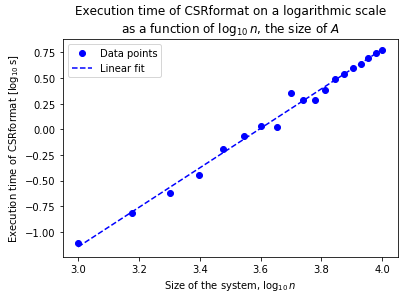 Execution time of CSRformat on a logarithmic scale
as a function of log₁₀ n, the size of A
Data points
Linear fit
Execution time of CSRformat [log₁₀ s]
0.75
0.50
0.25
0.00
−0.25
−0.50
−0.75
−1.00
3.0 3.2 3.4 3.6 3.8 4.0
Size of the system, log₁₀ n